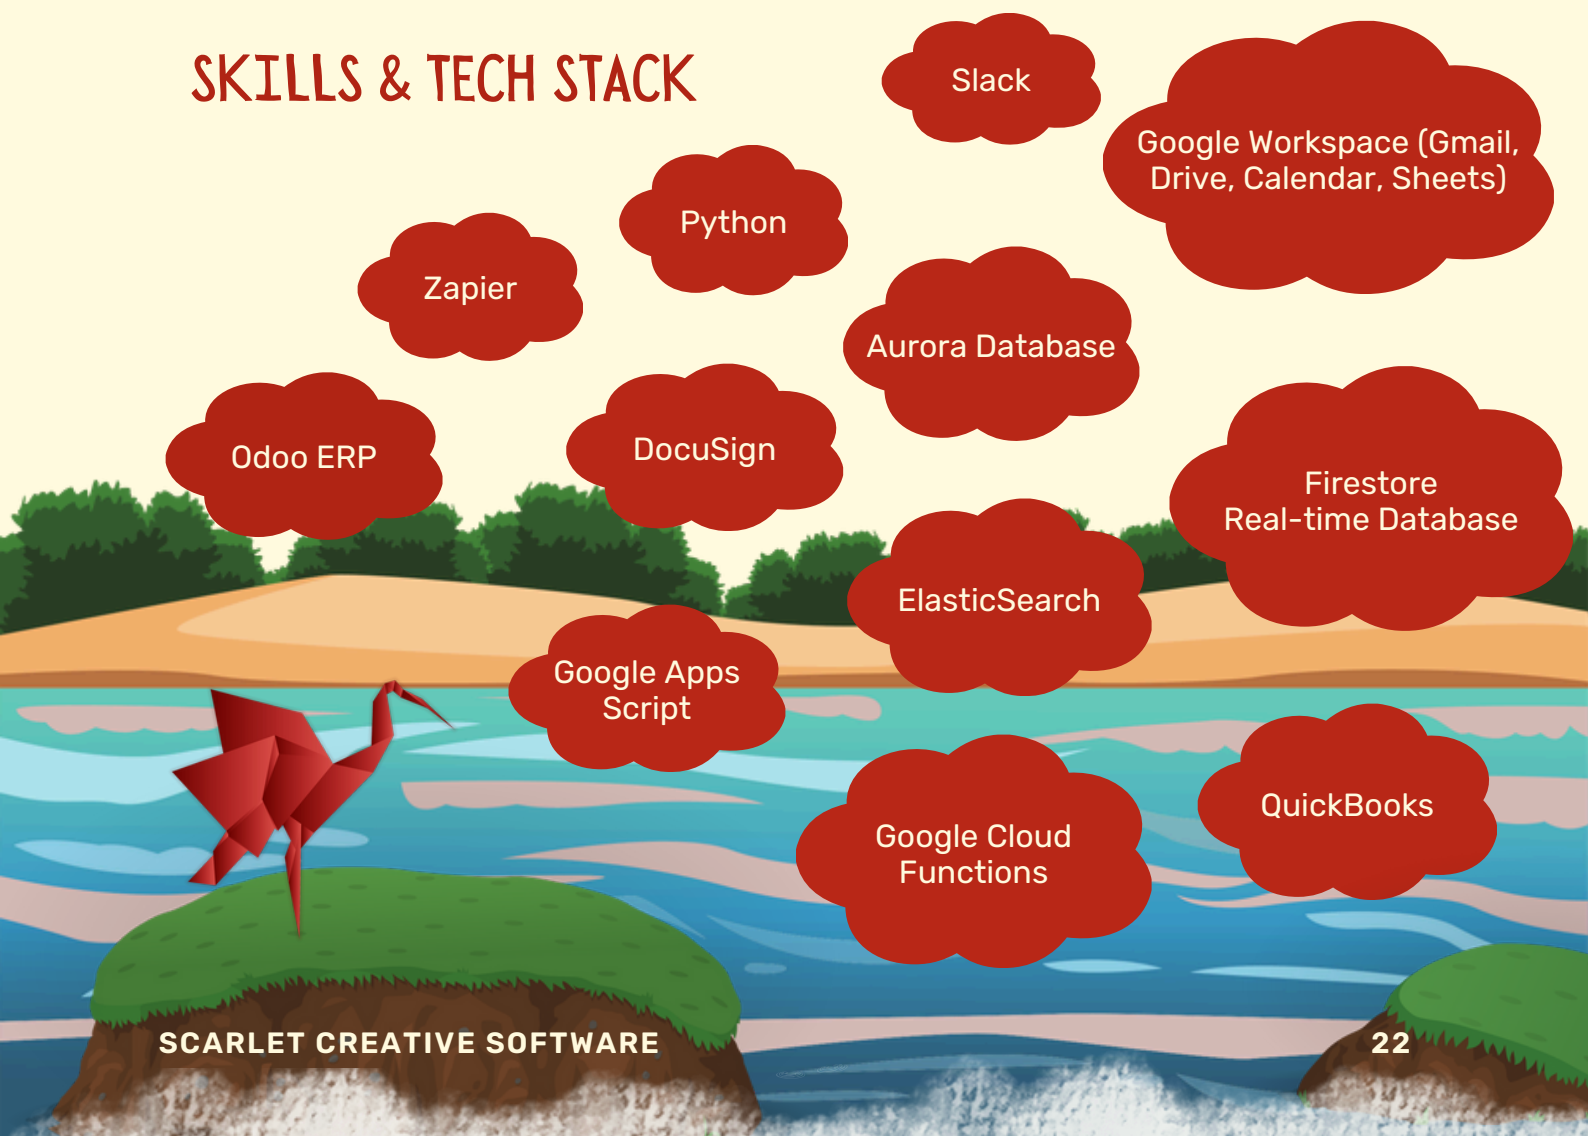 SKILLS & TECH STACK
Slack
Google Workspace (Gmail,
Drive, Calendar, Sheets)
Python
Zapier
Aurora Database
Odoo ERP
DocuSign
Firestore
Real-time Database
ElasticSearch
Google Apps
Script
QuickBooks
Google Cloud
Functions
SCARLET CREATIVE SOFTWARE
22